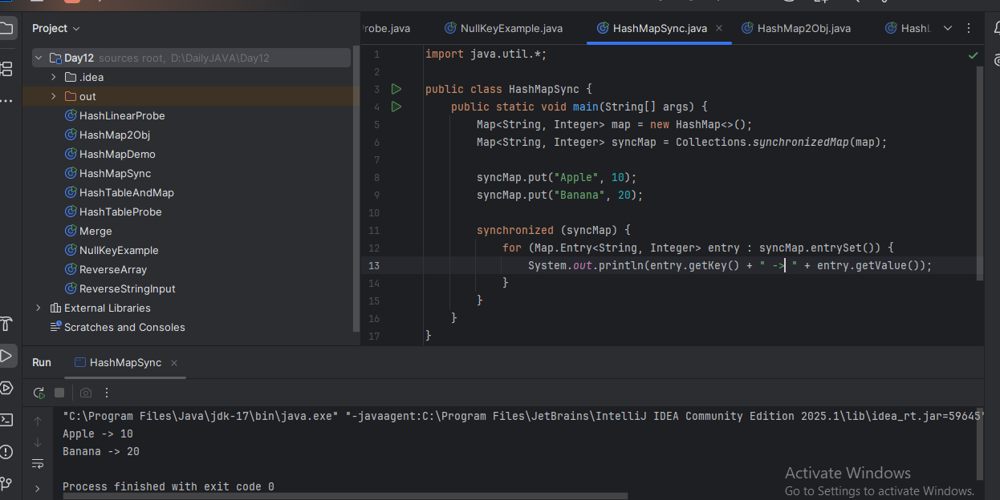 Project
Day12 sources root, D:\DailyJAVA\Day12
.idea
out
HashLinearProbe
HashMap2Obj
HashMapDemo
HashMapSync
HashTableAndMap
HashTableProbe
Merge
NullKeyExample
ReverseArray
ReverseStringInput
External Libraries
Scratches and Consoles
robe.java NullKeyExample.java HashMapSync.java HashMap2Obj.java Hash
1 import java.util.*;
2
3 public class HashMapSync {
4 public static void main(String[] args) {
5 Map<String, Integer> map = new HashMap<>();
6 Map<String, Integer> syncMap = Collections.synchronizedMap(map);
7
8 syncMap.put("Apple", 10);
9 syncMap.put("Banana", 20);
10
11 synchronized (syncMap) {
12 for (Map.Entry<String, Integer> entry : syncMap.entrySet()) {
13 System.out.println(entry.getKey() + " -> " + entry.getValue());
14 }
15 }
16 }
17 }
Run HashMapSync
"C:\Program Files\Java\jdk-17\bin\java.exe" "-javaagent:C:\Program Files\JetBrains\IntelliJ IDEA Community Edition 2025.1\lib\idea_rt.jar=59645"
Apple -> 10
Banana -> 20
Process finished with exit code 0
Activate Windows
Go to Settings to activate Windows.